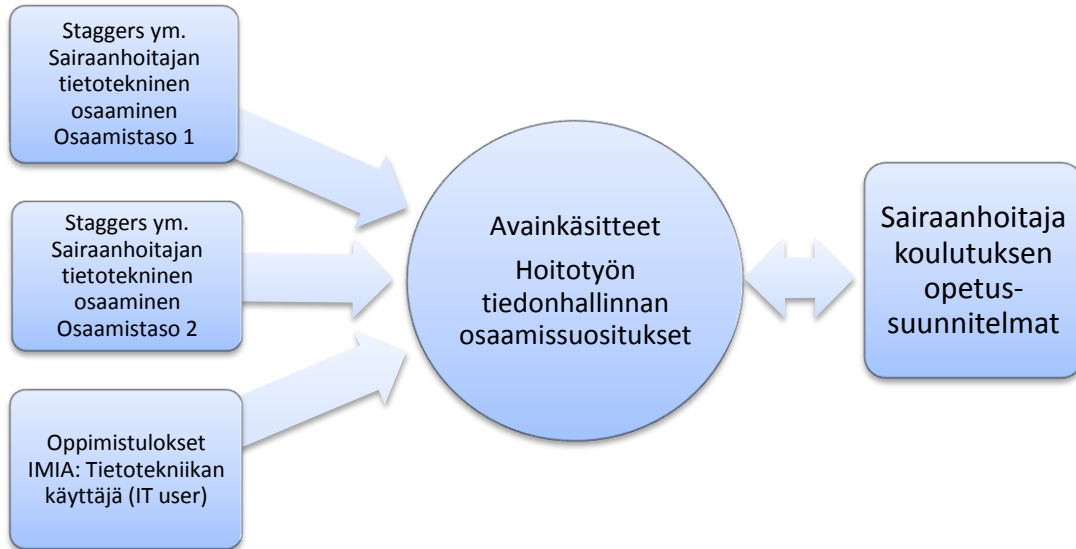 Staggers ym.
Sairaanhoitajan
tietotekninen
osaaminen
Osaamistaso 1
Staggers ym.
Sairaanhoitajan
tietotekninen
osaaminen
Osaamistaso 2
Oppimistulokset
IMIA: Tietotekniikan
käyttäjä (IT user)
Avainkäsitteet
Hoitotyön
tiedonhallinnan
osaamissuositukset
Sairaanhoitaja
koulutuksen
opetus-
suunnitelmat